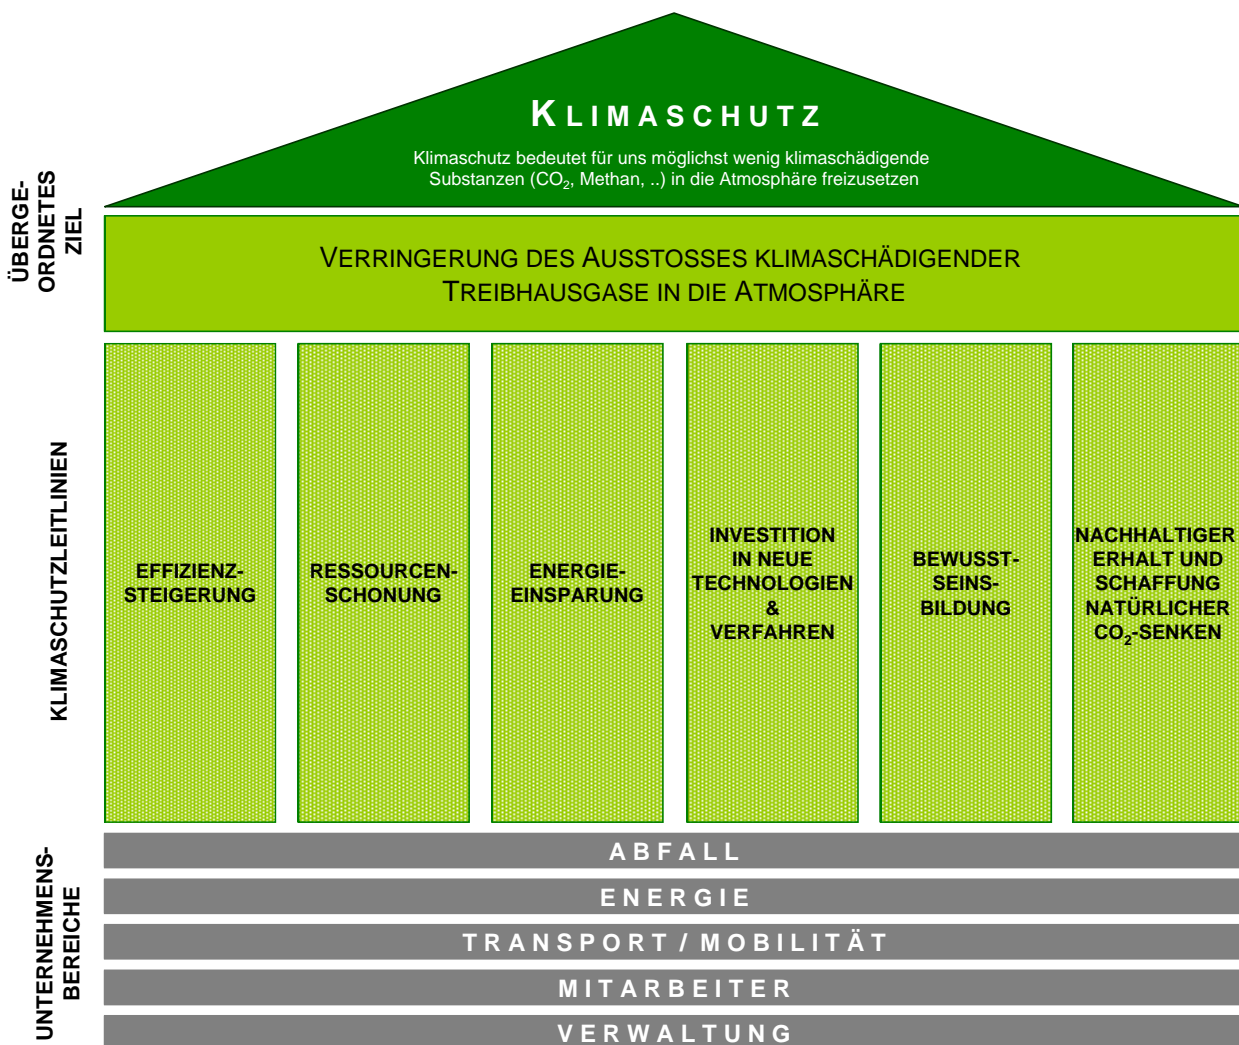 KLIMASCHUTZ
Klimaschutz bedeutet für uns möglichst wenig klimaschädigende
Substanzen (CO₂, Methan, ..) in die Atmosphäre freizusetzen
ÜBERGE-
ORDNETES
ZIEL
VERRINGERUNG DES AUSSTOSSES KLIMASCHÄDIGENDER
TREIBHAUSGASE IN DIE ATMOSPHÄRE
KLIMASCHUTZLEITLINIEN
EFFIZIENZ-
STEIGERUNG
RESSOURCEN-
SCHONUNG
ENERGIE-
EINSPARUNG
INVESTITION
IN NEUE
TECHNOLOGIEN
&
VERFAHREN
BEWUSST-
SEINS-
BILDUNG
NACHHALTIGER
ERHALT UND
SCHAFFUNG
NATÜRLICHER
CO₂-SENKEN
UNTERNEHMENS-
BEREICHE
ABFALL
ENERGIE
TRANSPORT / MOBILITÄT
MITARBEITER
VERWALTUNG